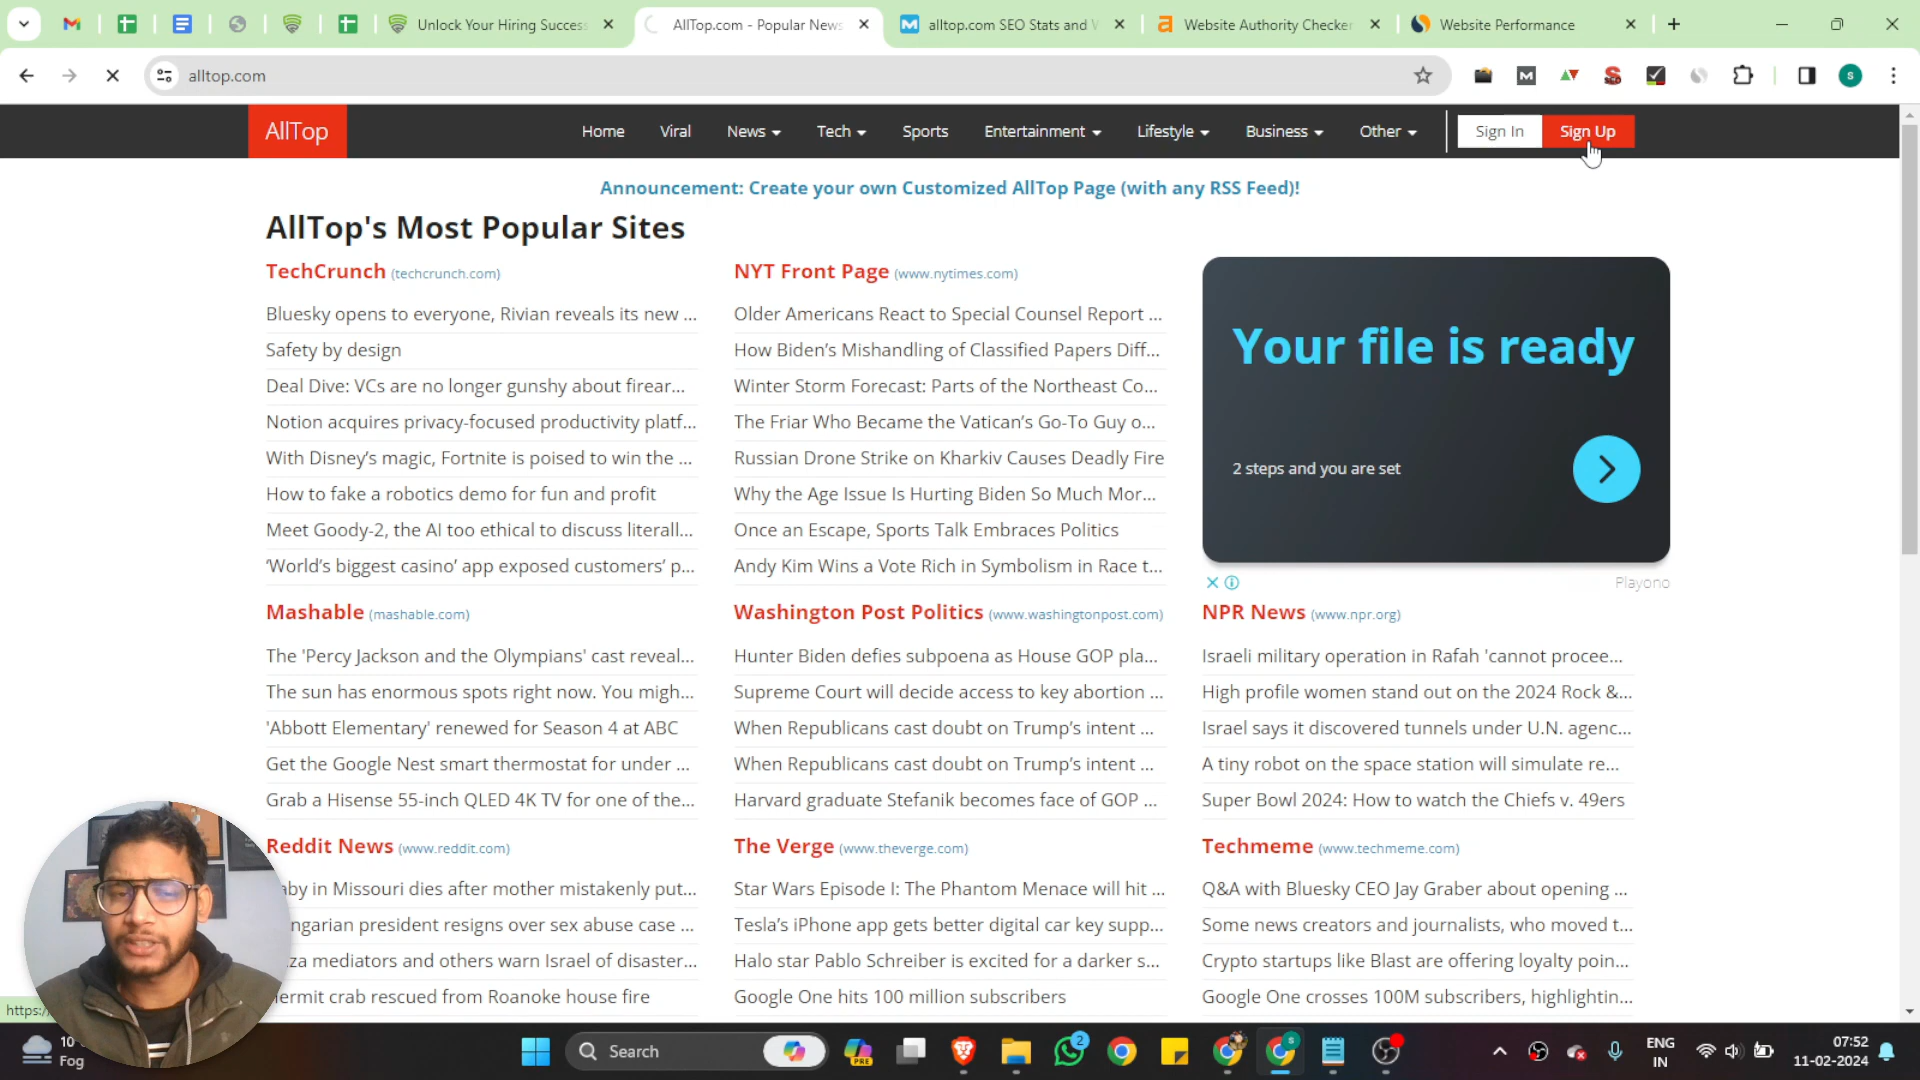 Unlock Your Hiring Success
AllTop.com - Popular News
alltop.com SEO Stats and
Website Authority Checker
Website Performance
alltop.com
AllTop
Home
Viral
News
Tech
Sports
Entertainment
Lifestyle
Business
Other
Sign In
Sign Up
Announcement: Create your own Customized AllTop Page (with any RSS Feed)!
AllTop's Most Popular Sites
TechCrunch (techcrunch.com)
Bluesky opens to everyone, Rivian reveals its new ...
Safety by design
Deal Dive: VCs are no longer gunshy about firear...
Notion acquires privacy-focused productivity platf...
With Disney's magic, Fortnite is poised to win the ...
How to fake a robotics demo for fun and profit
Meet Goody-2, the AI too ethical to discuss literall...
‘World's biggest casino’ app exposed customers’ p...
NYT Front Page (www.nytimes.com)
Older Americans React to Special Counsel Report ...
How Biden's Mishandling of Classified Papers Diff...
Winter Storm Forecast: Parts of the Northeast Co...
The Friar Who Became the Vatican's Go-To Guy o...
Russian Drone Strike on Kharkiv Causes Deadly Fire
Why the Age Issue Is Hurting Biden So Much Mor...
Once an Escape, Sports Talk Embraces Politics
Andy Kim Wins a Vote Rich in Symbolism in Race t...
Your file is ready
2 steps and you are set
Playono
Mashable (mashable.com)
The 'Percy Jackson and the Olympians' cast reveal...
The sun has enormous spots right now. You migh...
'Abbott Elementary' renewed for Season 4 at ABC
Get the Google Nest smart thermostat for under ...
Grab a Hisense 55-inch QLED 4K TV for one of the...
Washington Post Politics (www.washingtonpost.com)
Hunter Biden defies subpoena as House GOP pla...
Supreme Court will decide access to key abortion ...
When Republicans cast doubt on Trump's intent ...
When Republicans cast doubt on Trump's intent ...
Harvard graduate Stefanik becomes face of GOP ...
NPR News (www.npr.org)
Israeli military operation in Rafah 'cannot procee...
High profile women stand out on the 2024 Rock &...
Israel says it discovered tunnels under U.N. agenc...
A tiny robot on the space station will simulate re...
Super Bowl 2024: How to watch the Chiefs v. 49ers
Reddit News (www.reddit.com)
aby in Missouri dies after mother mistakenly put...
ngarian president resigns over sex abuse case ...
za mediators and others warn Israel of disaster...
ermit crab rescued from Roanoke house fire
The Verge (www.theverge.com)
Star Wars Episode I: The Phantom Menace will hit ...
Tesla's iPhone app gets better digital car key supp...
Halo star Pablo Schreiber is excited for a darker s...
Google One hits 100 million subscribers
Techmeme (www.techmeme.com)
Q&A with Bluesky CEO Jay Graber about opening ...
Some news creators and journalists, who moved t...
Crypto startups like Blast are offering loyalty poin...
Google One crosses 100M subscribers, highlightin...
https:/
10°
Fog
Search
PRE
2
ENG
IN
07:52
11-02-2024